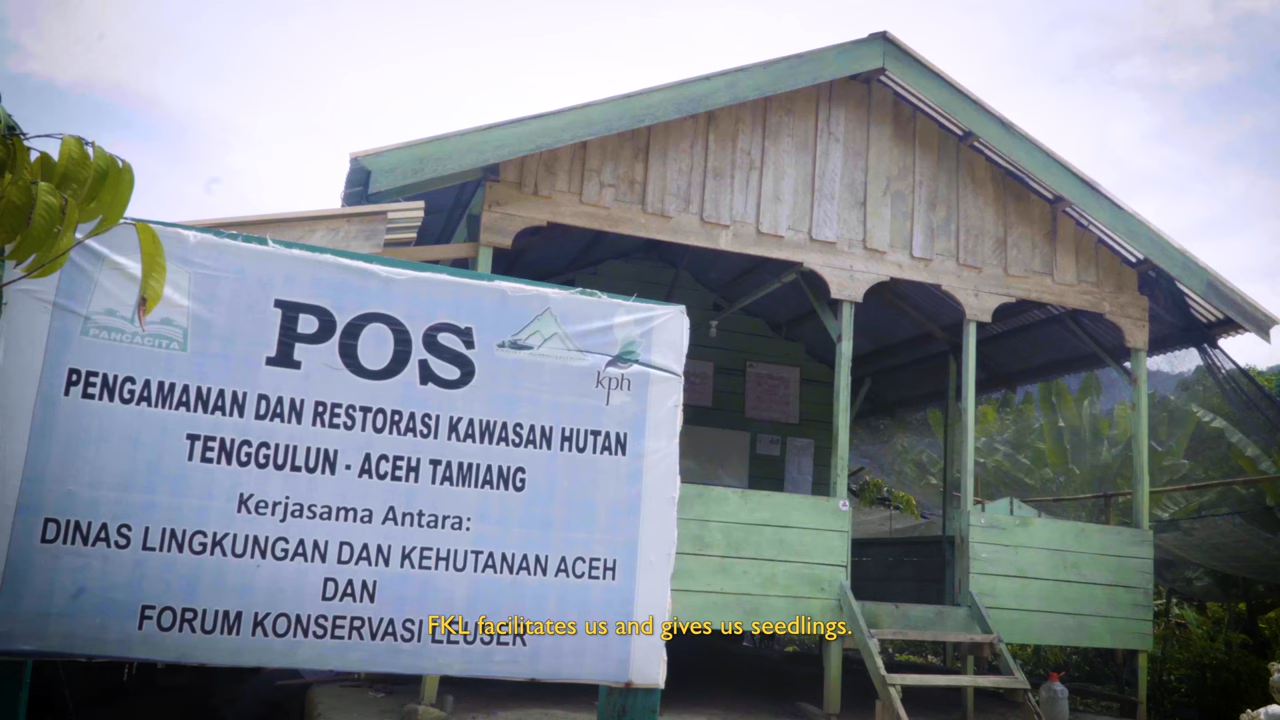 PANCACITA
POS
kph
PENGAMANAN DAN RESTORASI KAWASAN HUTAN
TENGGULUN - ACEH TAMIANG
Kerjasama Antara:
DINAS LINGKUNGAN DAN KEHUTANAN ACEH
DAN
FORUM KONSERVASI LEUSER
FKL facilitates us and gives us seedlings.